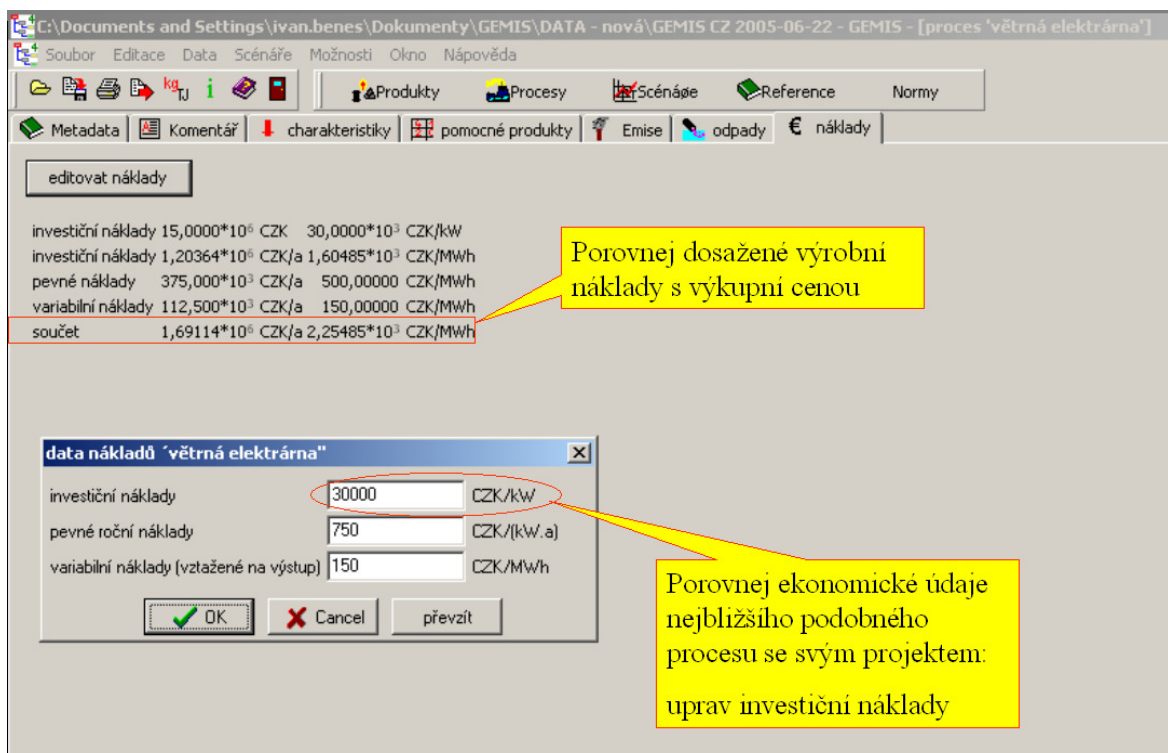 C:\Documents and Settings\ivan.benes\Dokumenty\GEMIS\DATA - nová\GEMIS CZ 2005-06-22 - GEMIS - [proces 'větrná elektrárna']
Soubor Editace Data Scénáře Možnosti Okno Nápověda
kg TJ i Produkty Procesy Scénáøe Reference Normy
Metadata Komentář charakteristiky pomocné produkty Emise odpady € náklady
editovat náklady
investiční náklady 15,0000*10⁶ CZK 30,0000*10³ CZK/kW
investiční náklady 1,20364*10⁶ CZK/a 1,60485*10³ CZK/MWh
pevné náklady 375,000*10³ CZK/a 500,00000 CZK/MWh
variabilní náklady 112,500*10³ CZK/a 150,00000 CZK/MWh
součet 1,69114*10⁶ CZK/a 2,25485*10³ CZK/MWh
Porovnej dosažené výrobní
náklady s výkupní cenou
data nákladů ´větrná elektrárna"
investiční náklady 30000 CZK/kW
pevné roční náklady 750 CZK/(kW.a)
variabilní náklady (vztažené na výstup) 150 CZK/MWh
OK Cancel převzít
Porovnej ekonomické údaje
nejbližšího podobného
procesu se svým projektem:
uprav investiční náklady